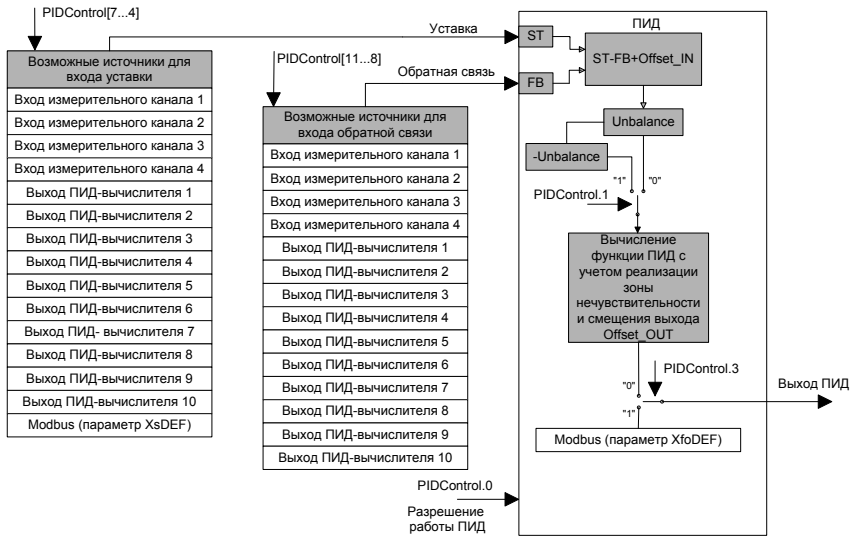 PIDControl[7...4]
Возможные источники для
входа уставки
Вход измерительного канала 1
Вход измерительного канала 2
Вход измерительного канала 3
Вход измерительного канала 4
Выход ПИД-вычислителя 1
Выход ПИД-вычислителя 2
Выход ПИД-вычислителя 3
Выход ПИД-вычислителя 4
Выход ПИД-вычислителя 5
Выход ПИД-вычислителя 6
Выход ПИД- вычислителя 7
Выход ПИД-вычислителя 8
Выход ПИД-вычислителя 9
Выход ПИД-вычислителя 10
Modbus (параметр XsDEF)
PIDControl[11...8]
Возможные источники для
входа обратной связи
Вход измерительного канала 1
Вход измерительного канала 2
Вход измерительного канала 3
Вход измерительного канала 4
Выход ПИД-вычислителя 1
Выход ПИД-вычислителя 2
Выход ПИД-вычислителя 3
Выход ПИД-вычислителя 4
Выход ПИД-вычислителя 5
Выход ПИД-вычислителя 6
Выход ПИД-вычислителя 7
Выход ПИД-вычислителя 8
Выход ПИД-вычислителя 9
Выход ПИД-вычислителя 10
Уставка
Обратная связь
ПИД
ST
FB
ST-FB+Offset_IN
Unbalance
-Unbalance
"1"
"0"
PIDControl.1
Вычисление
функции ПИД с
учетом реализации
зоны
нечувствительности
и смещения выхода
Offset_OUT
PIDControl.3
"0"
"1"
Выход ПИД
Modbus (параметр XfoDEF)
PIDControl.0
Разрешение
работы ПИД